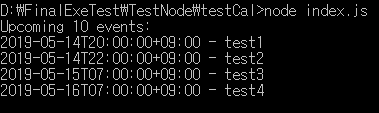 D:₩FinalExeTest₩TestNode₩testCal>node index.js
Upcoming 10 events:
2019-05-14T20:00:00+09:00 - test1
2019-05-14T22:00:00+09:00 - test2
2019-05-15T07:00:00+09:00 - test3
2019-05-16T07:00:00+09:00 - test4